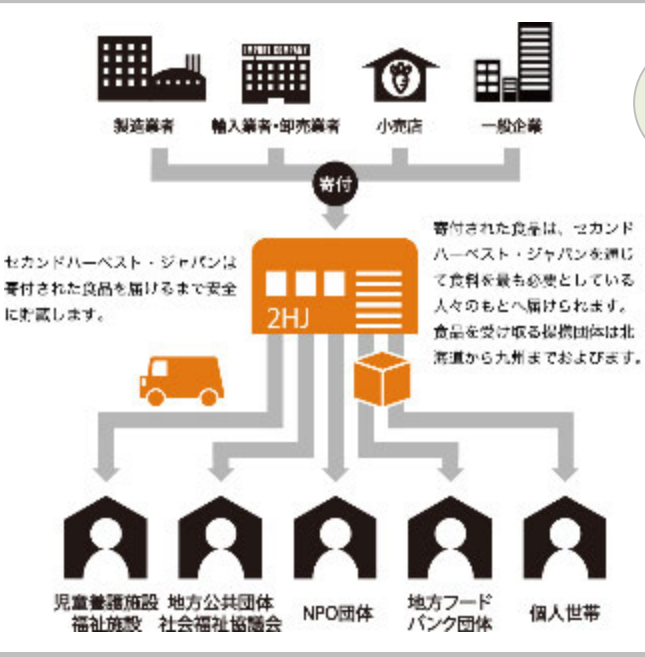 IMPORT COMPANY
製造業者
輸入業者・卸売業者
小売店
一般企業
寄付
セカンドハーベスト・ジャパンは
寄付された食品を届けるまで安全
に貯蔵します。
2HJ
寄付された食品は、セカンド
ハーベスト・ジャパンを通じ
て食料を最も必要としている
人々のもとへ届けられます。
食品を受け取る提携団体は北
海道から九州までおよびます。
児童養護施設
福祉施設
地方公共団体
社会福祉協議会
NPO団体
地方フード
バンク団体
個人世帯